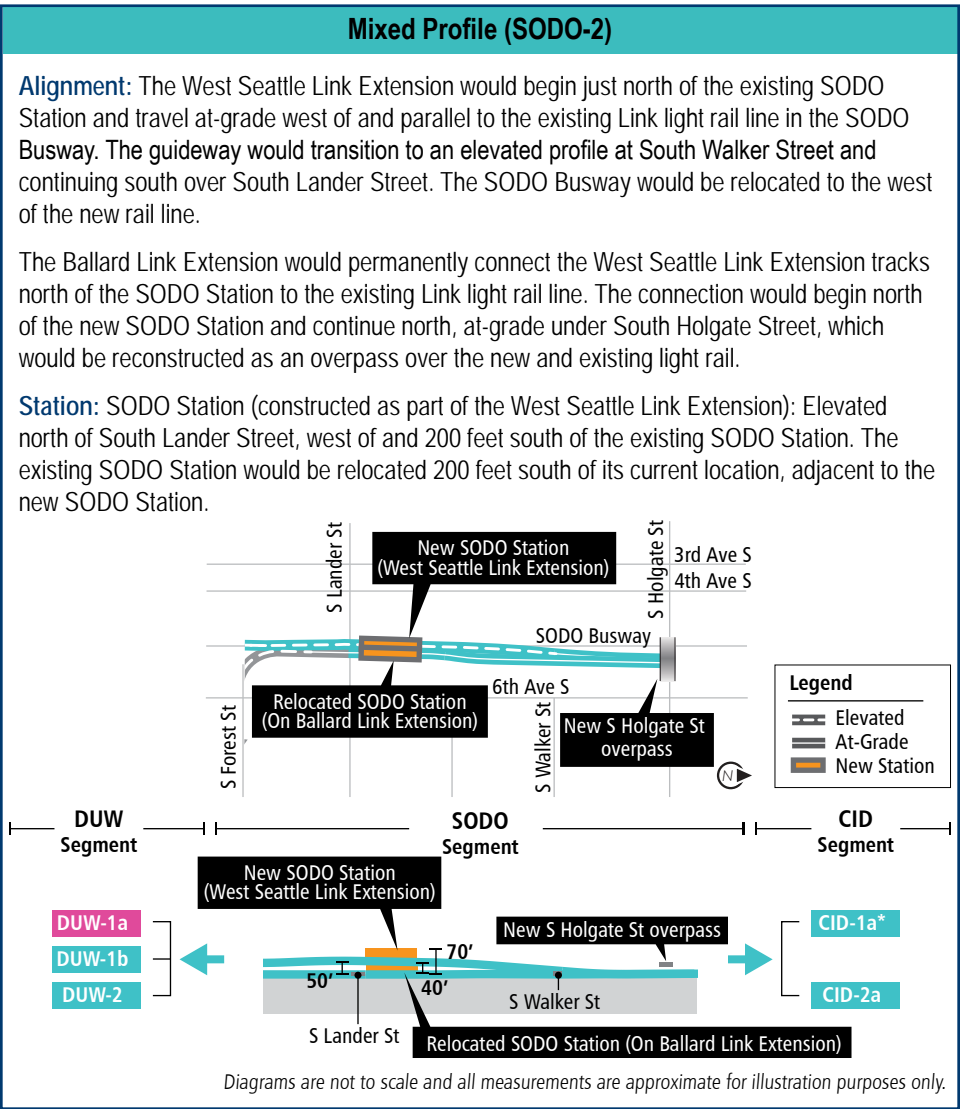 Mixed Profile (SODO-2)
Alignment: The West Seattle Link Extension would begin just north of the existing SODO
Station and travel at-grade west of and parallel to the existing Link light rail line in the SODO
Busway. The guideway would transition to an elevated profile at South Walker Street and
continuing south over South Lander Street. The SODO Busway would be relocated to the west
of the new rail line.
The Ballard Link Extension would permanently connect the West Seattle Link Extension tracks
north of the SODO Station to the existing Link light rail line. The connection would begin north
of the new SODO Station and continue north, at-grade under South Holgate Street, which
would be reconstructed as an overpass over the new and existing light rail.
Station: SODO Station (constructed as part of the West Seattle Link Extension): Elevated
north of South Lander Street, west of and 200 feet south of the existing SODO Station. The
existing SODO Station would be relocated 200 feet south of its current location, adjacent to the
new SODO Station.
S Lander St
New SODO Station
(West Seattle Link Extension)
S Holgate St
3rd Ave S
4th Ave S
SODO Busway
6th Ave S
Relocated SODO Station
(On Ballard Link Extension)
S Forest St
S Walker St
New S Holgate St
overpass
N
Legend
Elevated
At-Grade
New Station
DUW
Segment
SODO
Segment
CID
Segment
New SODO Station
(West Seattle Link Extension)
DUW-1a
DUW-1b
DUW-2
New S Holgate St overpass
CID-1a*
CID-2a
70'
50'
40'
S Walker St
S Lander St
Relocated SODO Station (On Ballard Link Extension)
Diagrams are not to scale and all measurements are approximate for illustration purposes only.